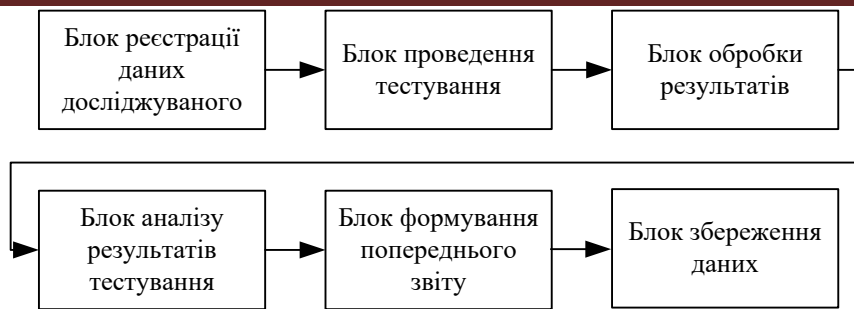 Блок реєстрації
даних
досліджуваного
Блок проведення
тестування
Блок обробки
результатів
Блок аналізу
результатів
тестування
Блок формування
попереднього
звіту
Блок збереження
даних